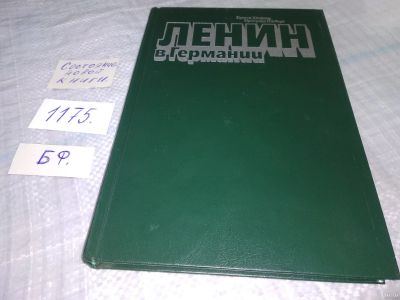 Состояние
новой
книги
1175.
БФ.
ЛЕНИН
в Германии